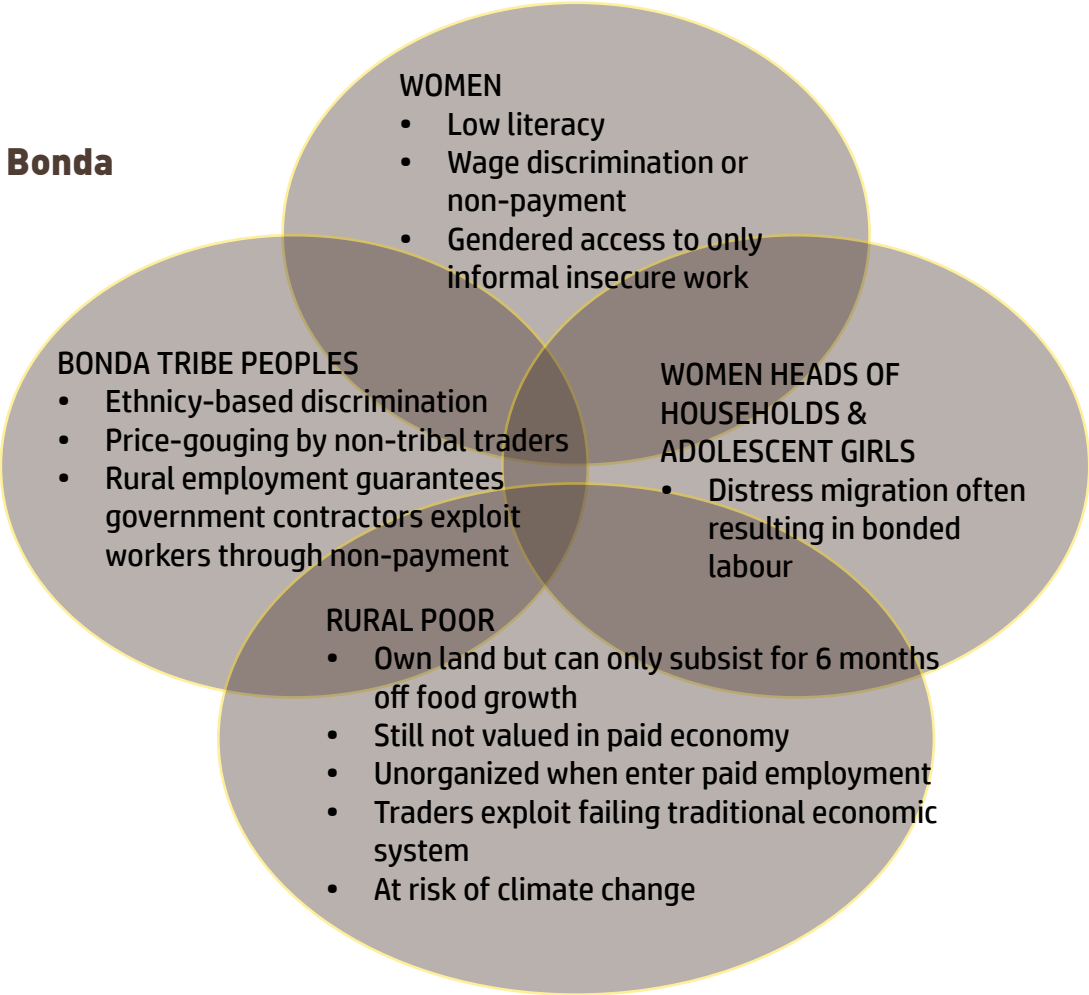 Bonda
WOMEN
• Low literacy
• Wage discrimination or
non-payment
• Gendered access to only
informal insecure work
BONDA TRIBE PEOPLES
• Ethnicity-based discrimination
• Price-gouging by non-tribal traders
• Rural employment guarantees
government contractors exploit
workers through non-payment
WOMEN HEADS OF
HOUSEHOLDS &
ADOLESCENT GIRLS
• Distress migration often
resulting in bonded
labour
RURAL POOR
• Own land but can only subsist for 6 months
off food growth
• Still not valued in paid economy
• Unorganized when enter paid employment
• Traders exploit failing traditional economic
system
• At risk of climate change